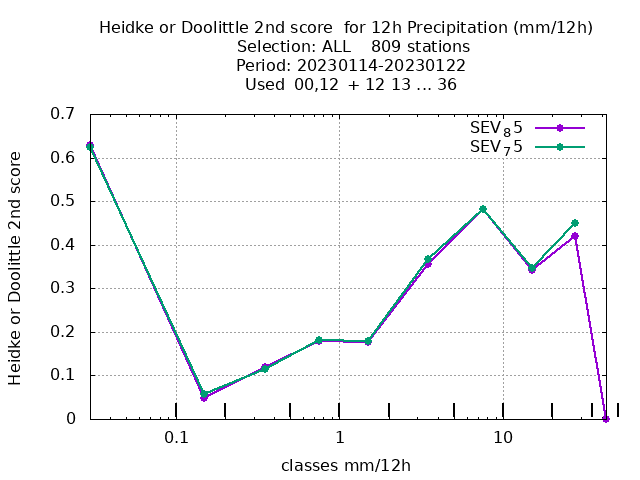 Heidke or Doolittle 2nd score  for 12h Precipitation (mm/12h)
Selection: ALL    809 stations
Period: 20230114-20230122
Used  00,12  + 12 13 ... 36
SEV₈5
SEV₇5
Heidke or Doolittle 2nd score
0.7
0.6
0.5
0.4
0.3
0.2
0.1
0
0.1
1
10
classes mm/12h